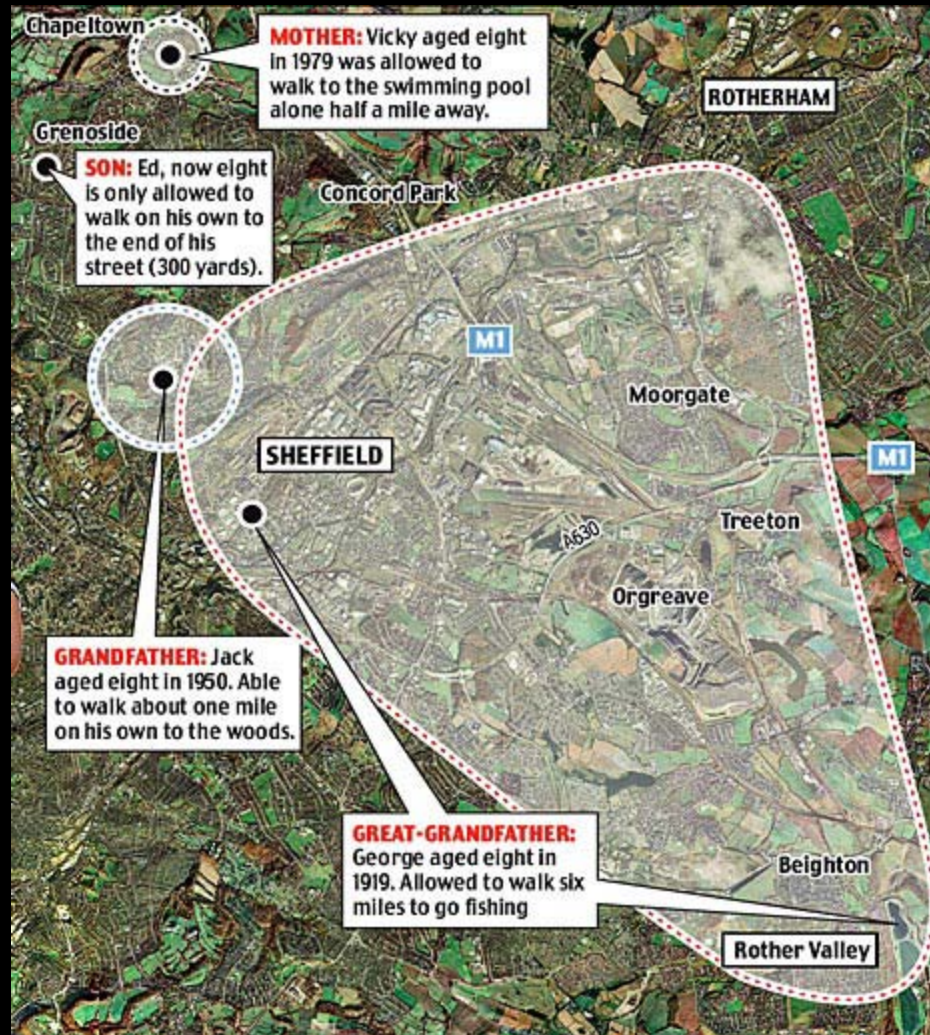 Chapeltown
MOTHER: Vicky aged eight
in 1979 was allowed to
walk to the swimming pool
alone half a mile away.
ROTHERHAM
Grenoside
SON: Ed, now eight
is only allowed to
walk on his own to
the end of his
street (300 yards).
Concord Park
M1
Moorgate
SHEFFIELD
M1
Treeton
A630
Orgreave
GRANDFATHER: Jack
aged eight in 1950. Able
to walk about one mile
on his own to the woods.
GREAT-GRANDFATHER:
George aged eight in
1919. Allowed to walk six
miles to go fishing
Beighton
Rother Valley